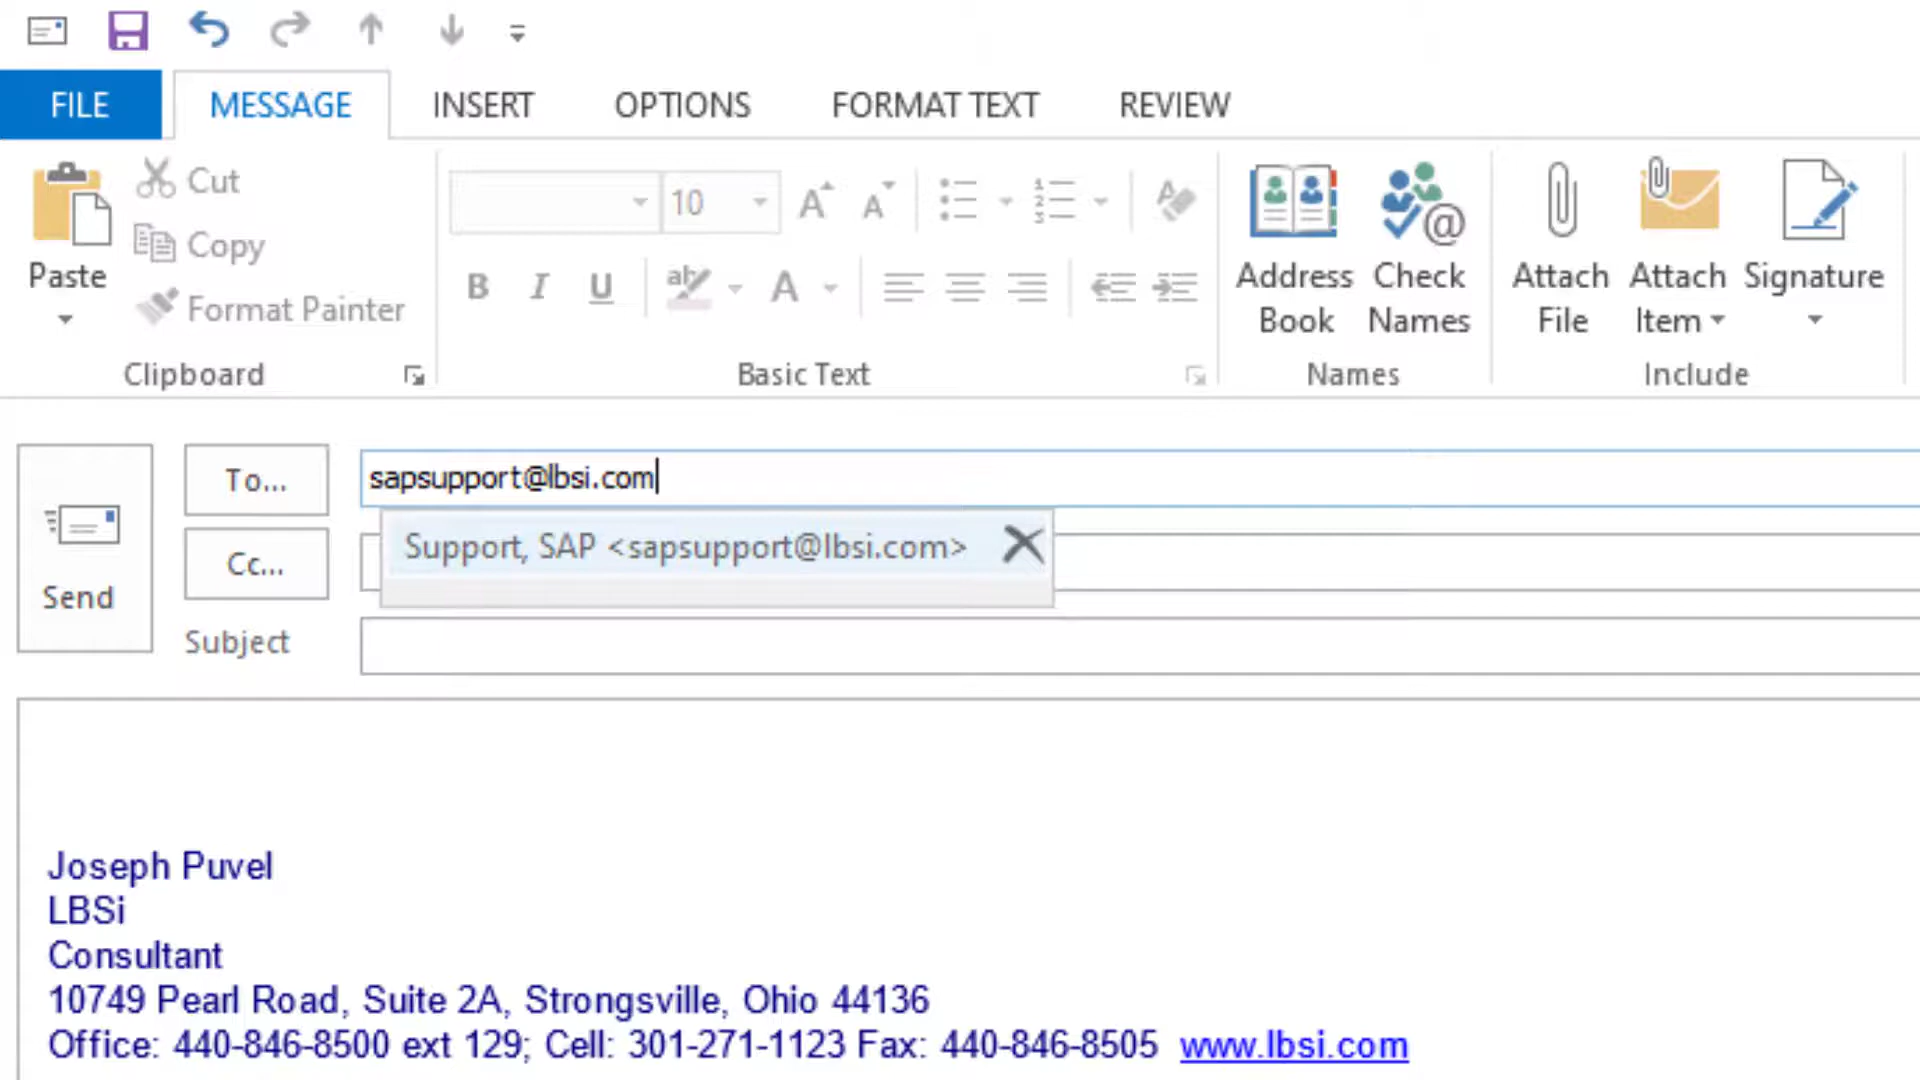 FILE MESSAGE INSERT OPTIONS FORMAT TEXT REVIEW
Paste
Cut
Copy
Format Painter
Clipboard
10
B I U
Basic Text
Address Book
Check Names
Names
Attach File
Attach Item
Signature
Include
Send
To...
sapsupport@lbsi.com
Support, SAP <sapsupport@lbsi.com>
Cc...
Subject
Joseph Puvel
LBSi
Consultant
10749 Pearl Road, Suite 2A, Strongsville, Ohio 44136
Office: 440-846-8500 ext 129; Cell: 301-271-1123 Fax: 440-846-8505 www.lbsi.com